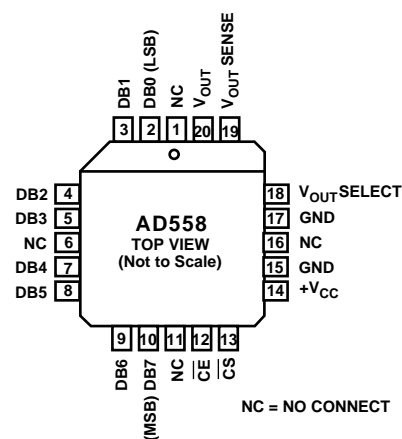 DB1
DB0 (LSB)
NC
VOUT
VOUT SENSE
3
2
1
20
19
DB2 4
DB3 5
NC 6
DB4 7
DB5 8
AD558
TOP VIEW
(Not to Scale)
18 VOUT SELECT
17 GND
16 NC
15 GND
14 +VCC
9
10
11
12
13
DB6
(MSB) DB7
NC
CE
CS
NC = NO CONNECT